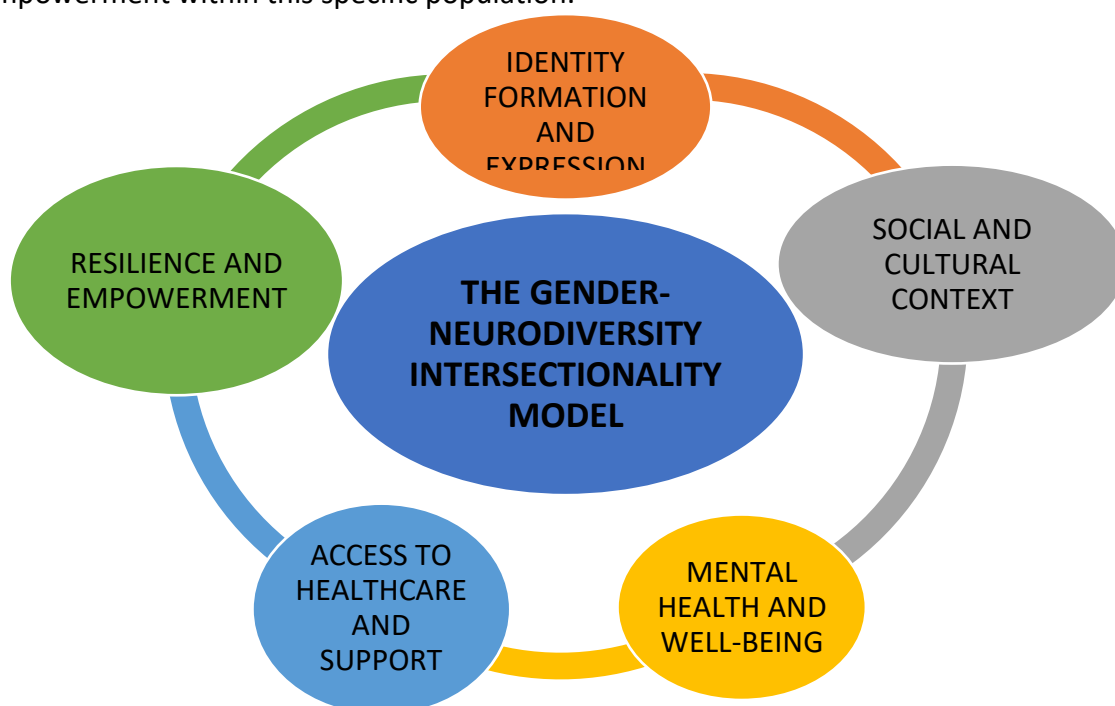 npowerment within this specific population.
IDENTITY
FORMATION
AND
EXPRESSION
SOCIAL AND
CULTURAL
CONTEXT
RESILIENCE AND
EMPOWERMENT
THE GENDER-
NEURODIVERSITY
INTERSECTIONALITY
MODEL
ACCESS TO
HEALTHCARE
AND
SUPPORT
MENTAL
HEALTH AND
WELL-BEING